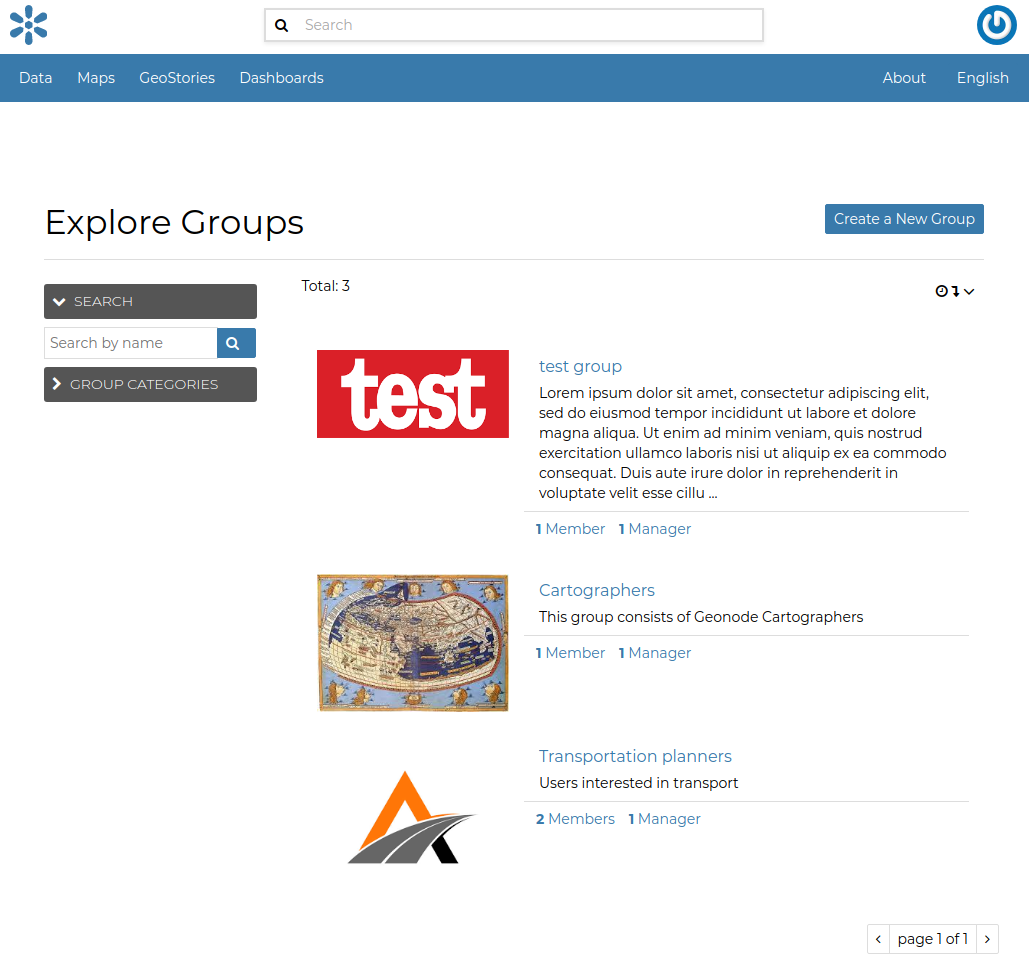 Search
Data Maps GeoStories Dashboards About English
Explore Groups
Create a New Group
SEARCH
Search by name
GROUP CATEGORIES
Total: 3
test
test group
Lorem ipsum dolor sit amet, consectetur adipiscing elit,
sed do eiusmod tempor incididunt ut labore et dolore
magna aliqua. Ut enim ad minim veniam, quis nostrud
exercitation ullamco laboris nisi ut aliquip ex ea commodo
consequat. Duis aute irure dolor in reprehenderit in
voluptate velit esse cillu ...
1 Member 1 Manager
Cartographers
This group consists of Geonode Cartographers
1 Member 1 Manager
Transportation planners
Users interested in transport
2 Members 1 Manager
page 1 of 1